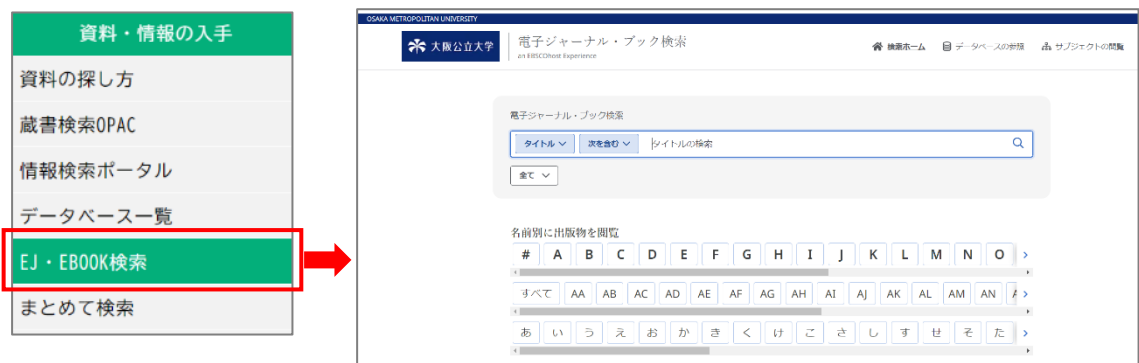 資料・情報の入手
資料の探し方
蔵書検索OPAC
情報検索ポータル
データベース一覧
EJ・EBOOK検索
まとめて検索
OSAKA METROPOLITAN UNIVERSITY
大阪公立大学
電子ジャーナル・ブック検索
an EBSCOhost Experience
検索ホーム データベースの参照 サブジェクトの閲覧
電子ジャーナル・ブック検索
タイトル 次を含む タイトルの検索
全て
名前別に出版物を閲覧
# A B C D E F G H I J K L M N O
すべて AA AB AC AD AE AF AG AH AI AJ AK AL AM AN
あ い う え お か き く け こ さ し す せ そ た